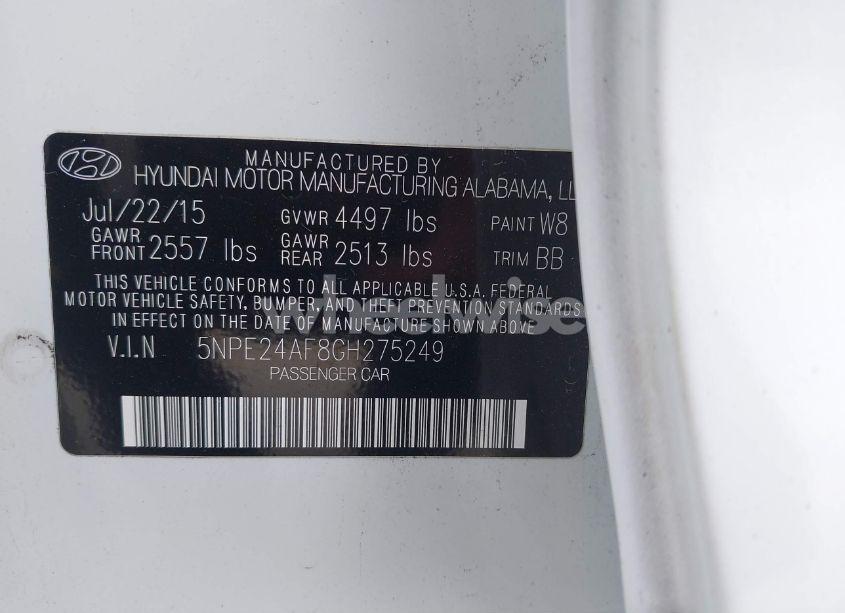 MANUFACTURED BY
HYUNDAI MOTOR MANUFACTURING ALABAMA, LL
Jul/22/15 GVWR 4497 lbs PAINT W8
GAWR FRONT 2557 lbs GAWR REAR 2513 lbs TRIM BB
THIS VEHICLE CONFORMS TO ALL APPLICABLE U.S.A. FEDERAL
MOTOR VEHICLE SAFETY, BUMPER, AND THEFT PREVENTION STANDARDS
IN EFFECT ON THE DATE OF MANUFACTURE SHOWN ABOVE
V.I.N 5NPE24AF8GH275249
PASSENGER CAR
wheelwise